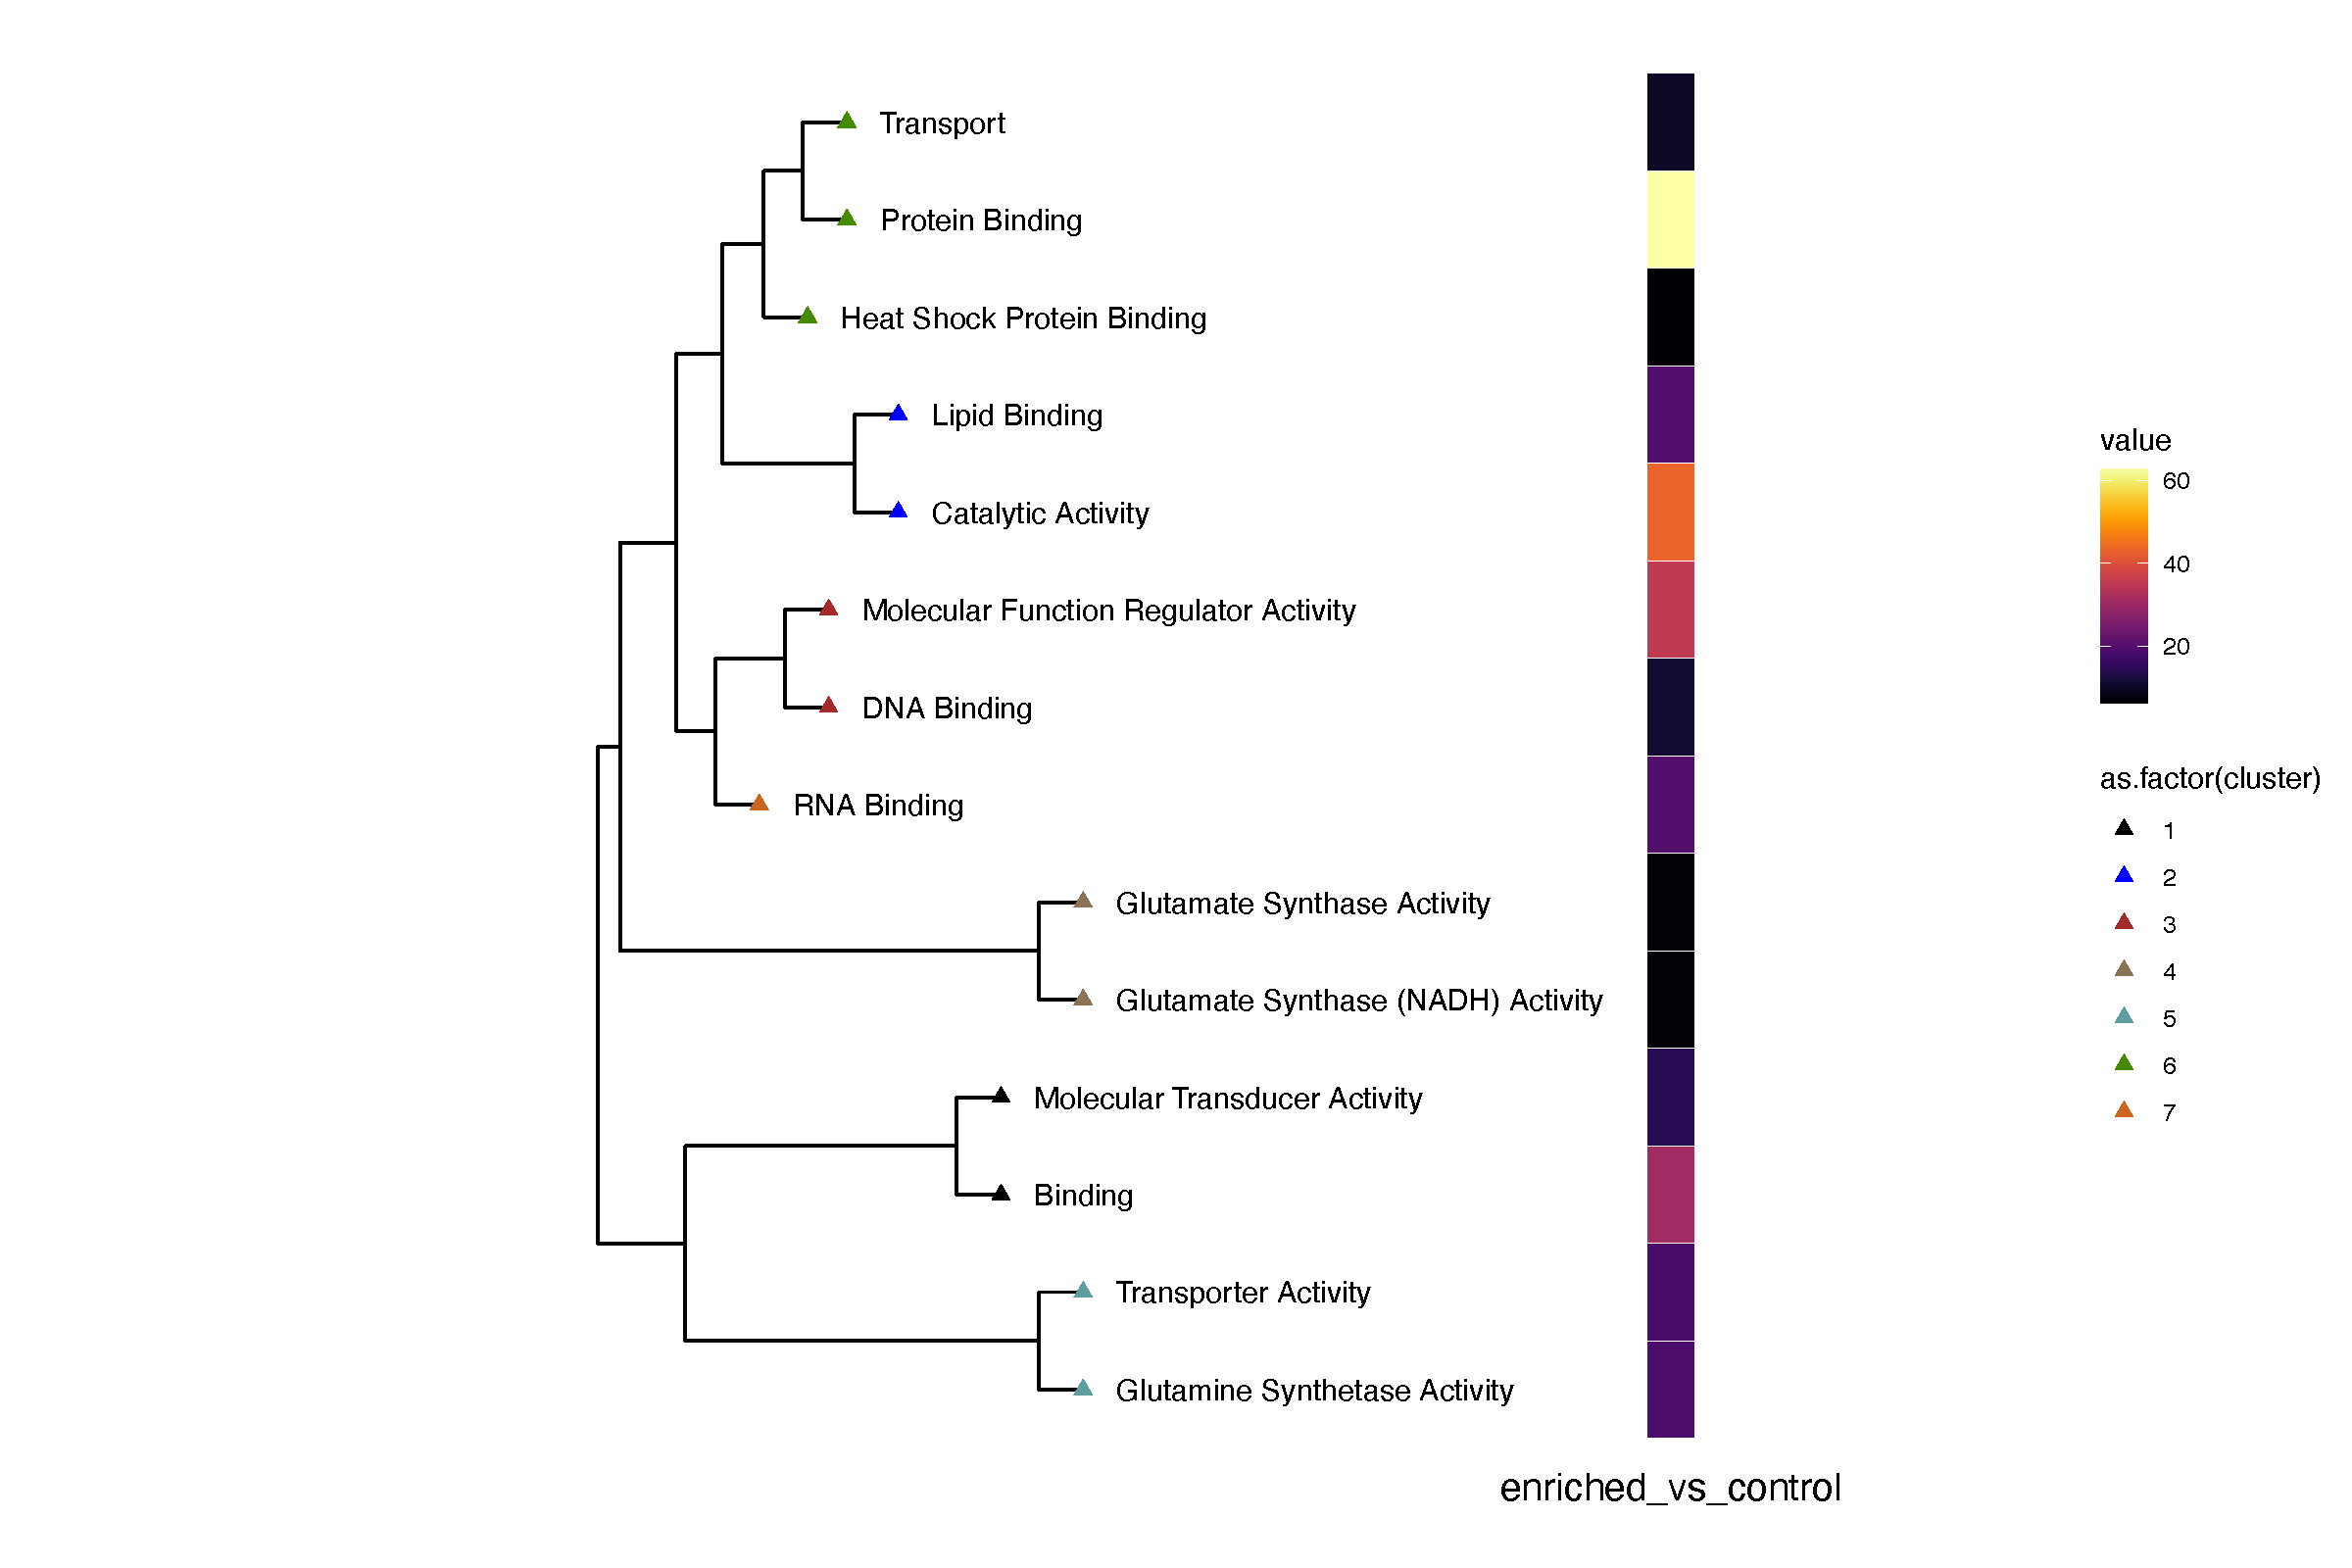 Transport
Protein Binding
Heat Shock Protein Binding
Lipid Binding
Catalytic Activity
Molecular Function Regulator Activity
DNA Binding
RNA Binding
Glutamate Synthase Activity
Glutamate Synthase (NADH) Activity
Molecular Transducer Activity
Binding
Transporter Activity
Glutamine Synthetase Activity
enriched_vs_control
value
60
40
20
as.factor(cluster)
1
2
3
4
5
6
7